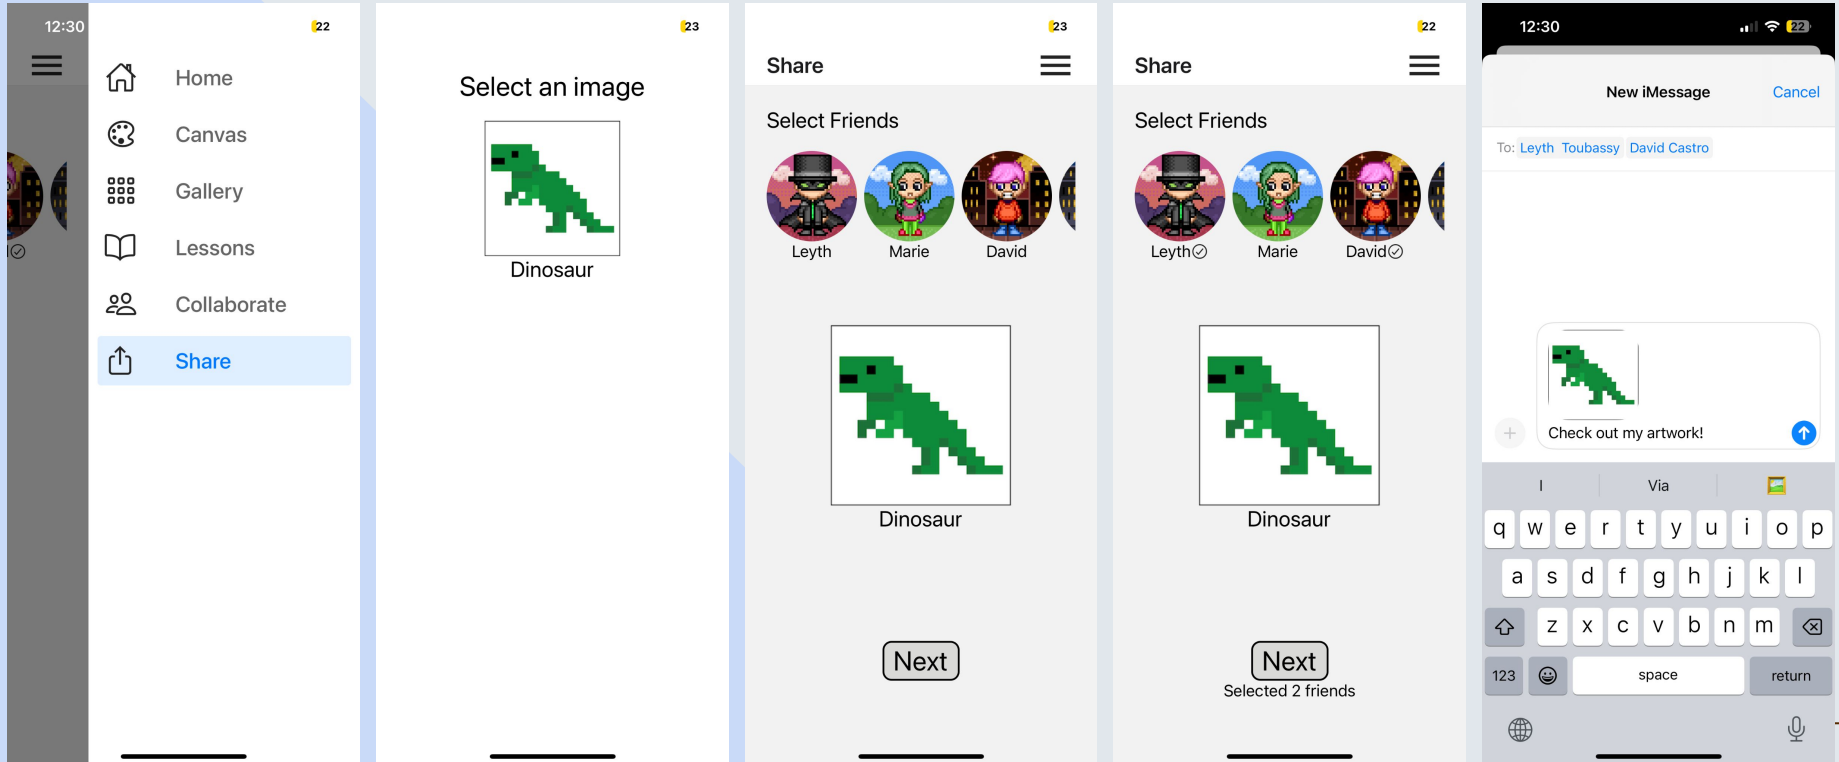 12:30
22
Home
Canvas
Gallery
Lessons
Collaborate
Share
23
Select an image
Dinosaur
23
Share
Select Friends
Leyth Marie David
Dinosaur
Next
22
Share
Select Friends
Leyth Marie David
Dinosaur
Next
Selected 2 friends
12:30 22
New iMessage Cancel
To: Leyth Toubassy David Castro
Check out my artwork!
I Via
q w e r t y u i o p
a s d f g h j k l
z x c v b n m
123 space return